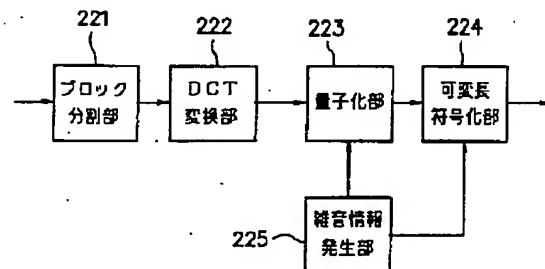 221
222
223
224
ブロック
分割部
DCT
変換部
量子化部
可変長
符号化部
225
雑音情報
発生部